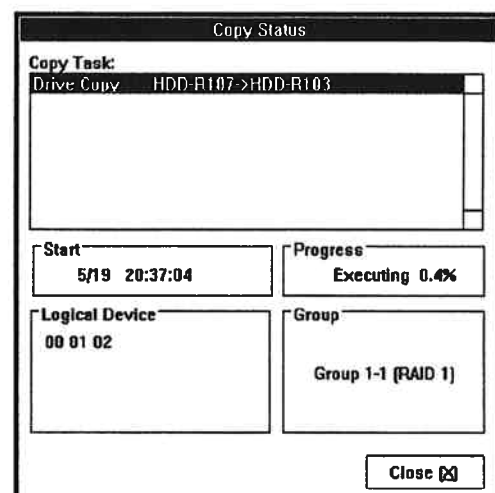 Copy Status
Copy Task:
Drive Copy HDD-R107->HDD-R103
Start
5/19 20:37:04
Progress
Executing 0.4%
Logical Device
00 01 02
Group
Group 1-1 (RAID 1)
Close